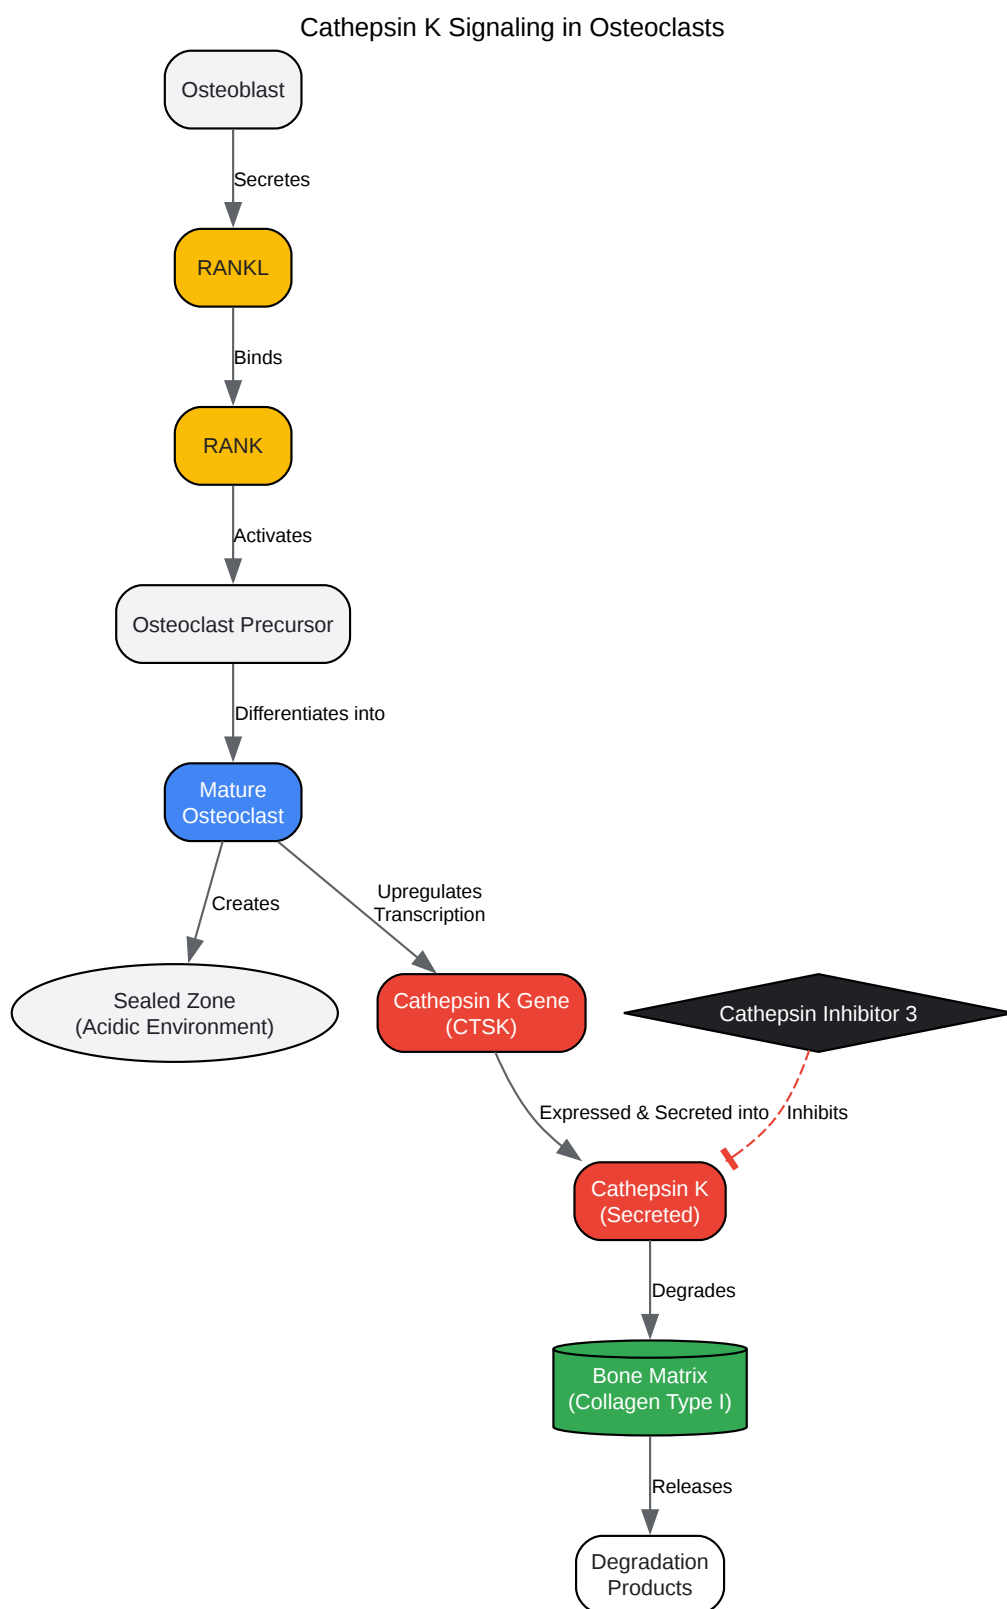 Cathepsin K Signaling in Osteoclasts
Osteoblast
Secretes
RANKL
Binds
RANK
Activates
Osteoclast Precursor
Differentiates into
Mature
Osteoclast
Creates
Upregulates
Transcription
Sealed Zone
(Acidic Environment)
Cathepsin K Gene
(CTSK)
Cathepsin Inhibitor 3
Expressed & Secreted into
Inhibits
Cathepsin K
(Secreted)
Degrades
Bone Matrix
(Collagen Type I)
Releases
Degradation
Products